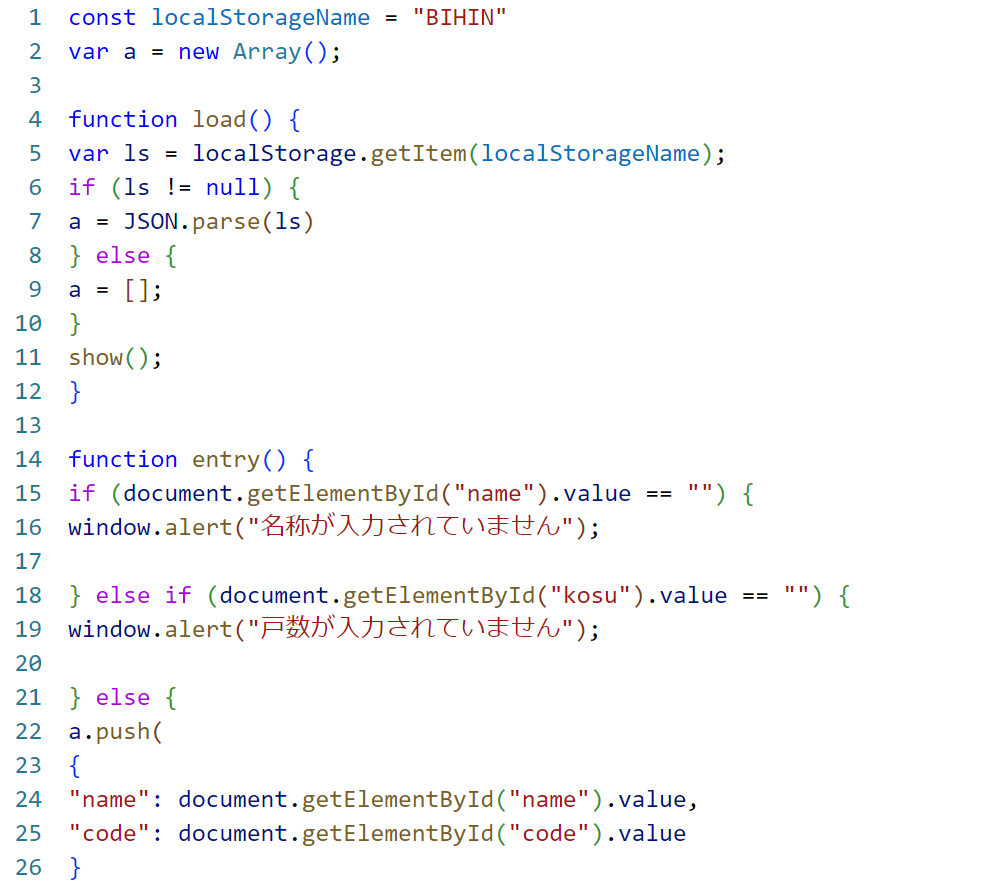 1 const localStorageName = "BIHIN"
2 var a = new Array();
3
4 function load() {
5 var ls = localStorage.getItem(localStorageName);
6 if (ls != null) {
7 a = JSON.parse(ls)
8 } else {
9 a = [];
10 }
11 show();
12 }
13
14 function entry() {
15 if (document.getElementById("name").value == "") {
16 window.alert("名称が入力されていません");
17
18 } else if (document.getElementById("kosu").value == "") {
19 window.alert("戸数が入力されていません");
20
21 } else {
22 a.push(
23 {
24 "name": document.getElementById("name").value,
25 "code": document.getElementById("code").value
26 }